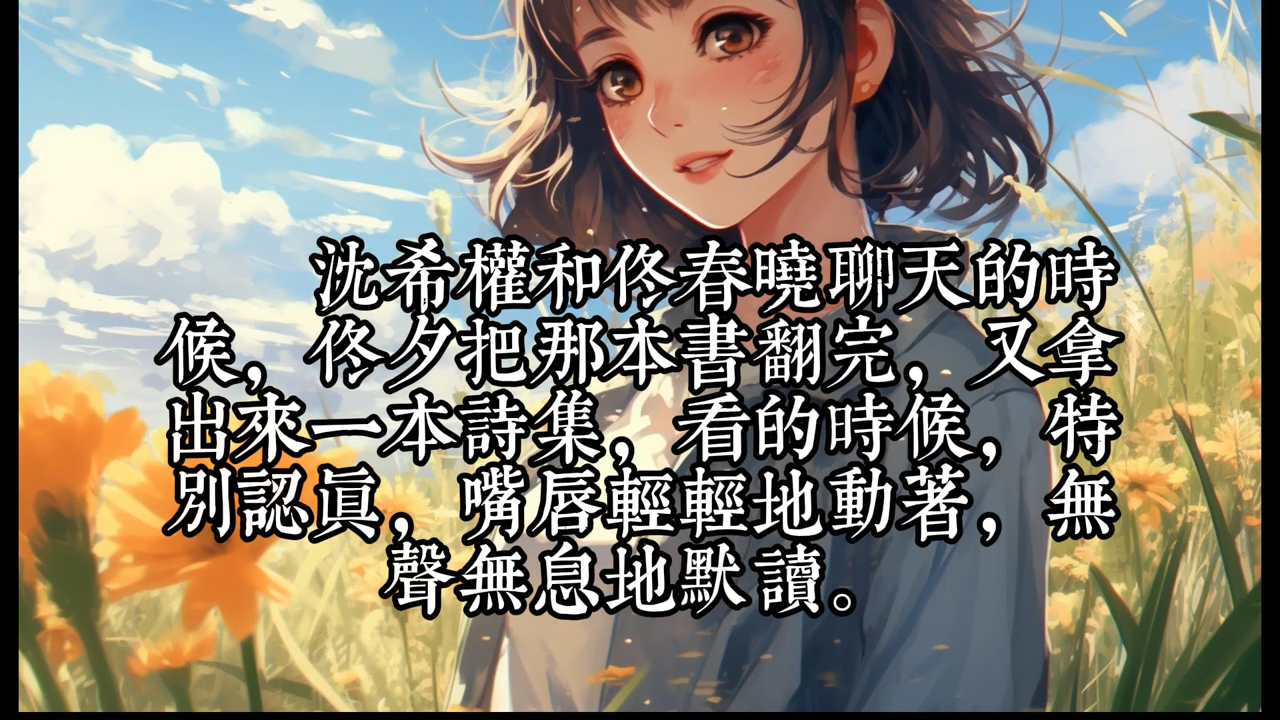 沈希權和佟春曉聊天的時
候，佟夕把那本書翻完，又拿
出來一本詩集，看的時候，特
別認眞，嘴唇輕輕地動著，無
聲無息地默讀。